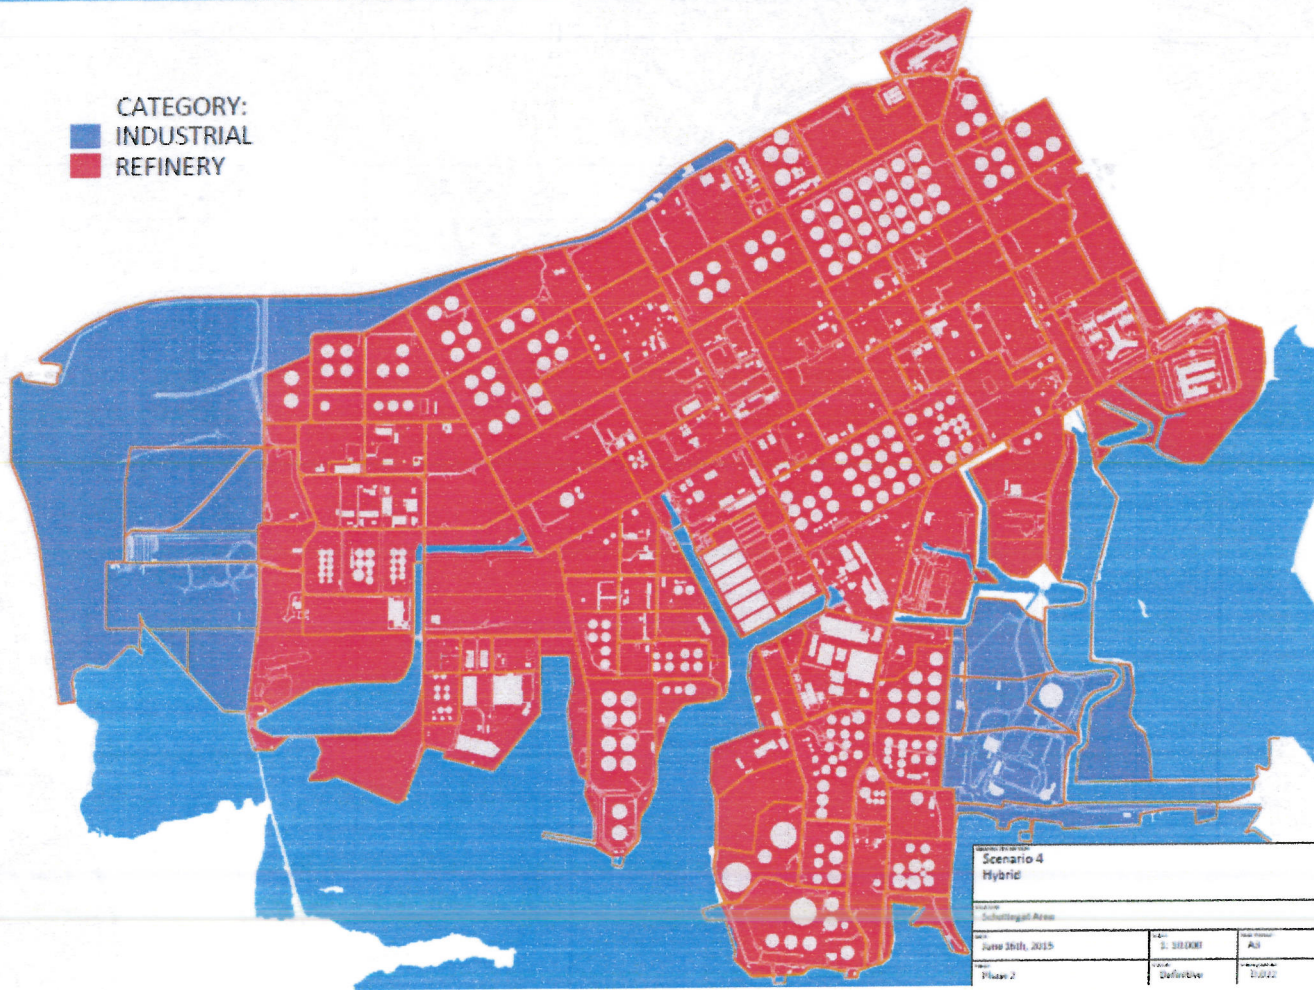 CATEGORY:
INDUSTRIAL
REFINERY
Scenario 4
Hybrid
Schottegat Area
June 16th, 2015
1: 10.000
A3
Phase 2
Definitive